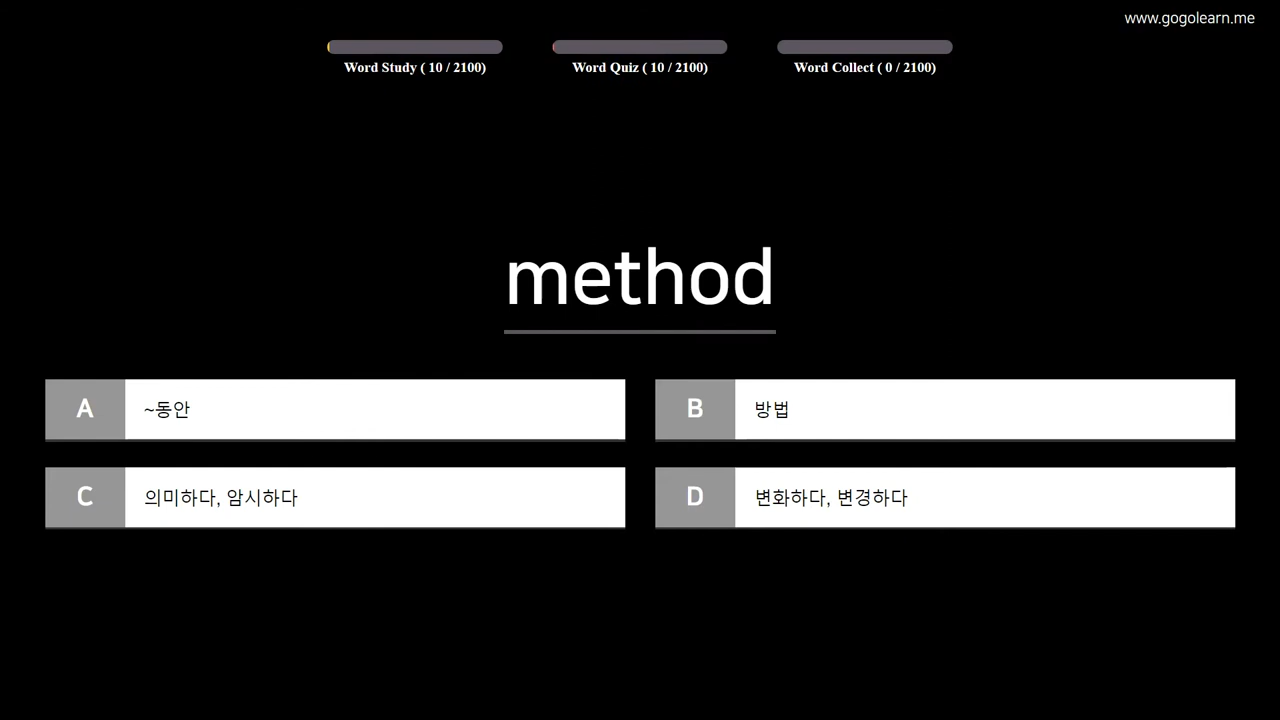 www.gogolearn.me
Word Study ( 10 / 2100)
Word Quiz ( 10 / 2100)
Word Collect ( 0 / 2100)
method
A ~동안
B 방법
C 의미하다, 암시하다
D 변화하다, 변경하다